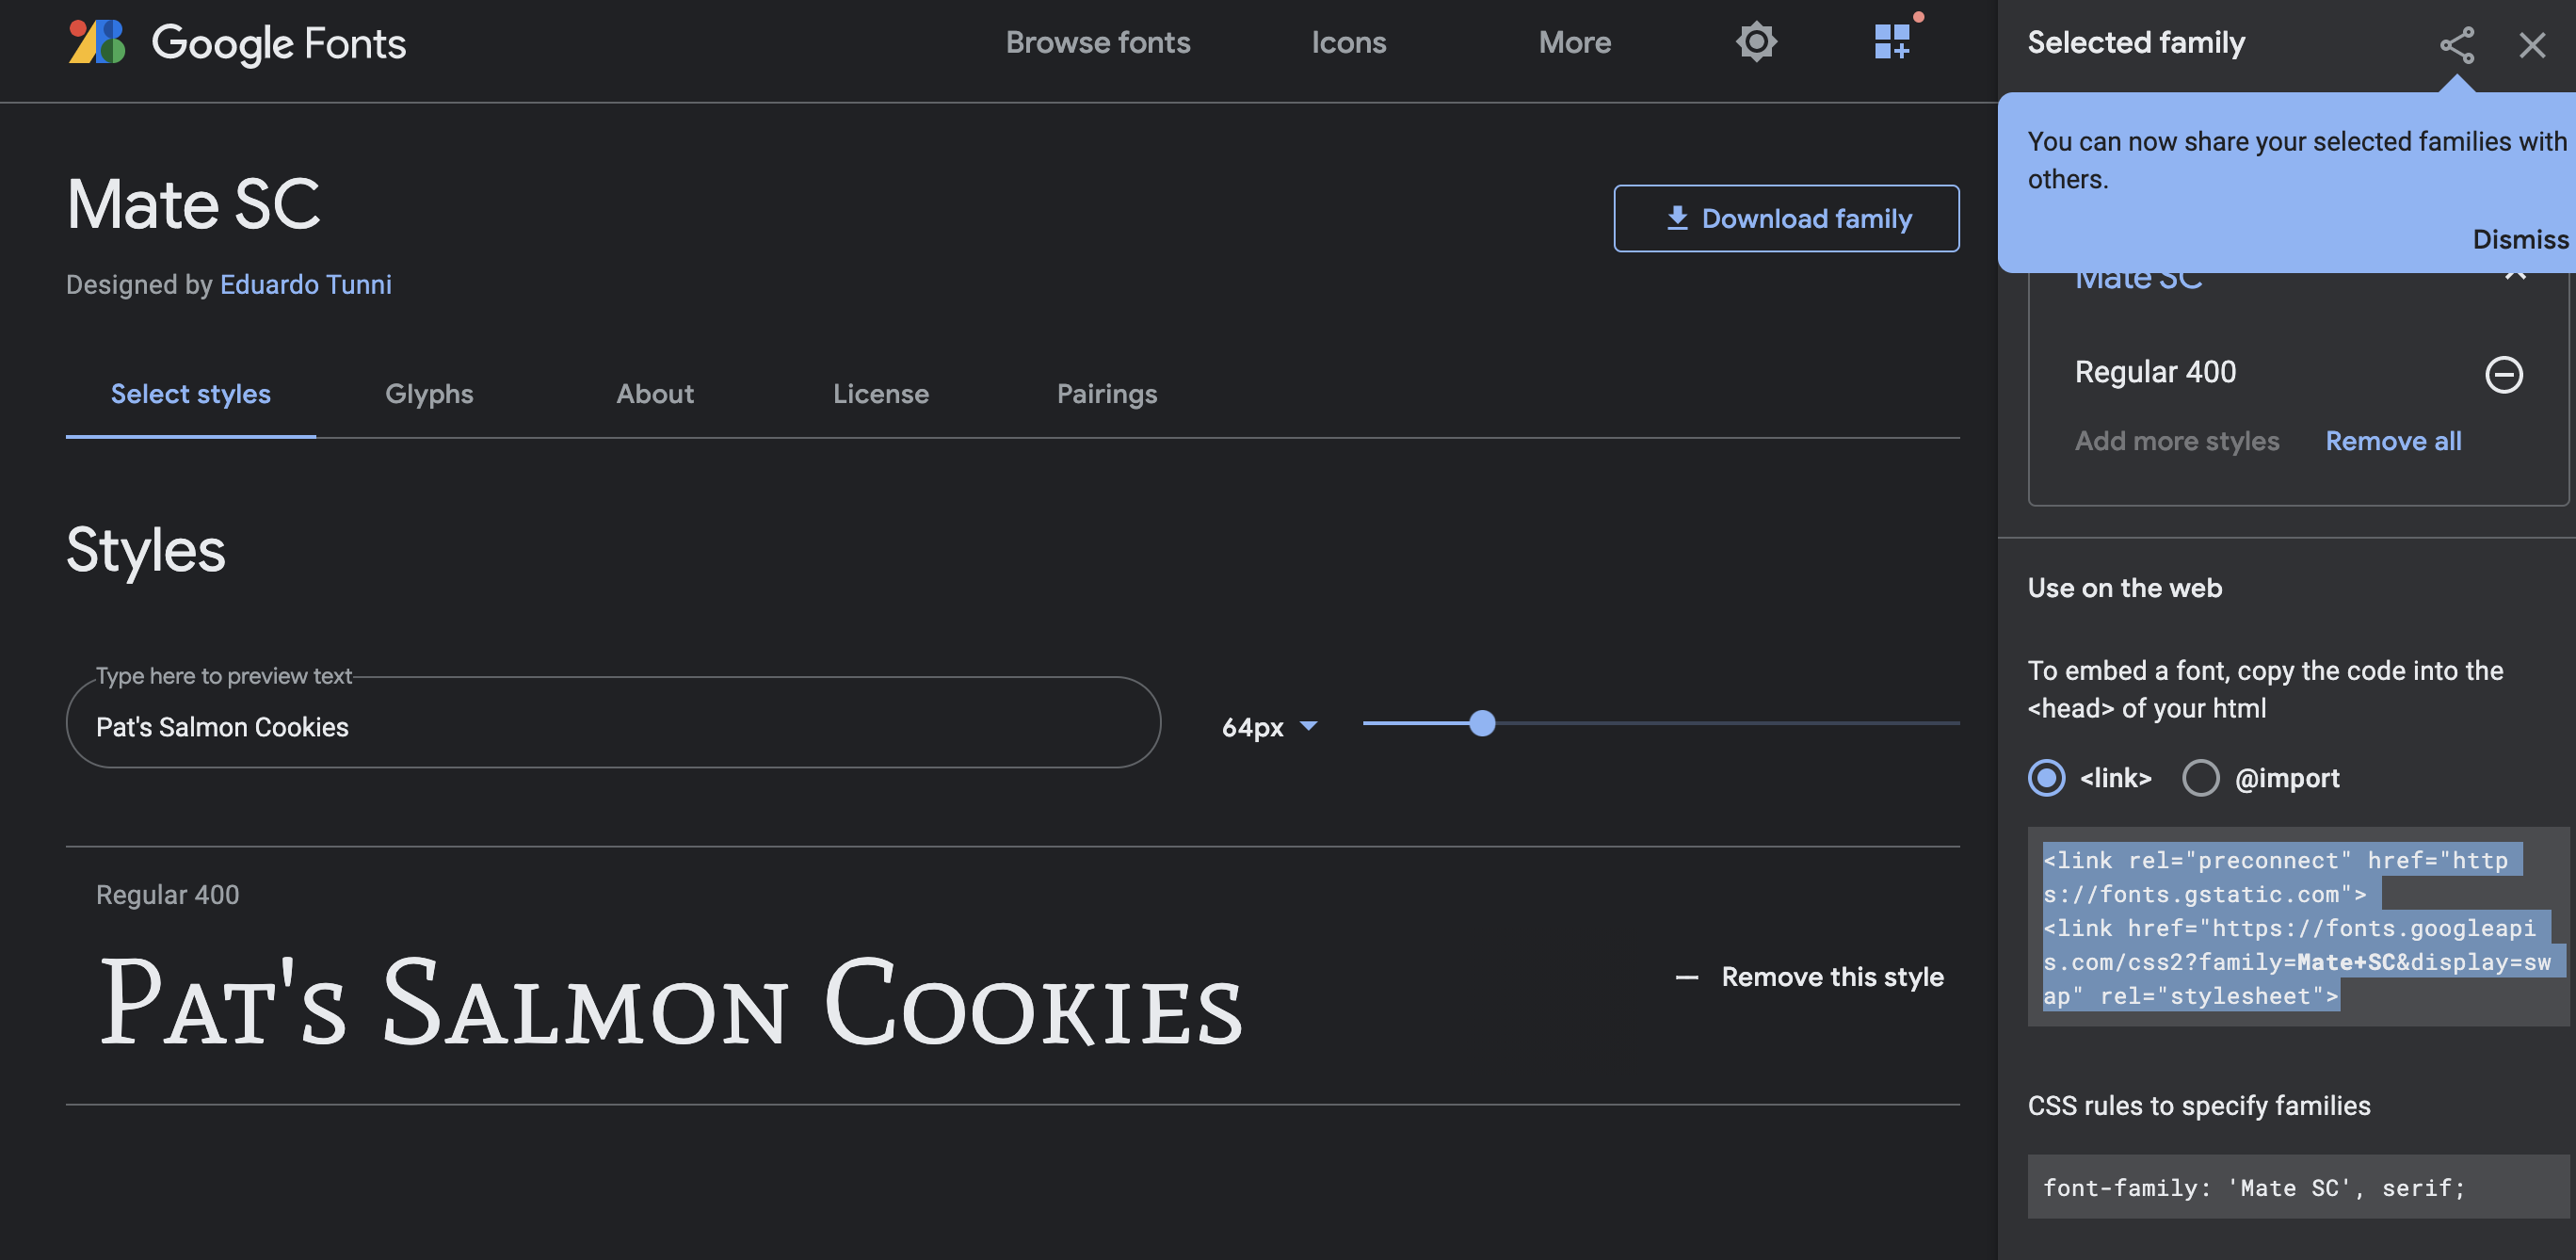 Google Fonts
Browse fonts
Icons
More
Mate SC
Download family
Designed by Eduardo Tunni
Select styles
Glyphs
About
License
Pairings
Styles
Type here to preview text
Pat's Salmon Cookies
64px
Regular 400
Pat's Salmon Cookies
Remove this style
Selected family
You can now share your selected families with
others.
Dismiss
Mate SC
Regular 400
Add more styles
Remove all
Use on the web
To embed a font, copy the code into the
<head> of your html
<link>
@import
<link rel="preconnect" href="http
s://fonts.gstatic.com">
<link href="https://fonts.googleapi
s.com/css2?family=Mate+SC&display=sw
ap" rel="stylesheet">
CSS rules to specify families
font-family: 'Mate SC', serif;